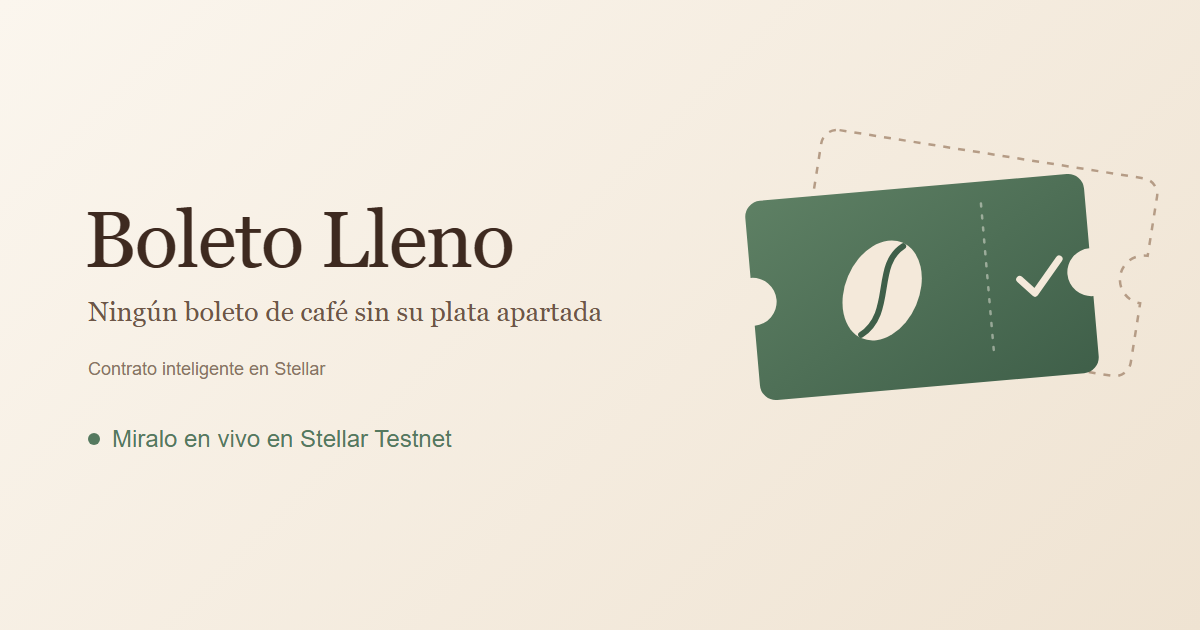 Boleto Lleno
Ningún boleto de café sin su plata apartada
Contrato inteligente en Stellar
Miralo en vivo en Stellar Testnet